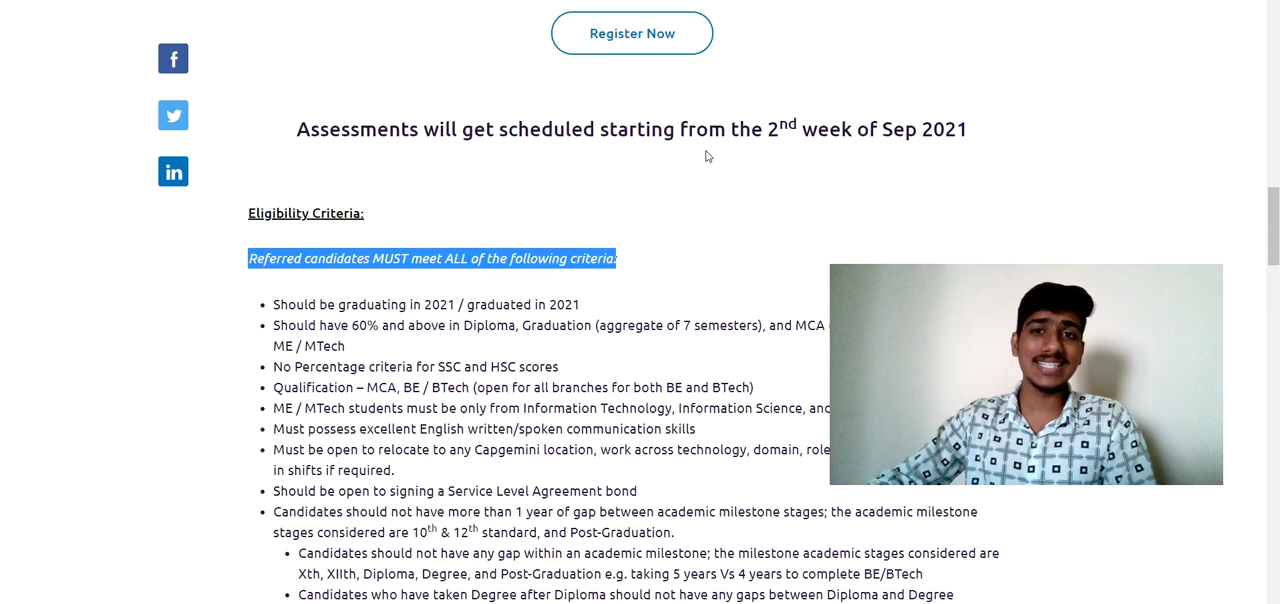 Register Now
f
in
Assessments will get scheduled starting from the 2nd week of Sep 2021
Eligibility Criteria:
Referred candidates MUST meet ALL of the following criteria:
Should be graduating in 2021 / graduated in 2021
Should have 60% and above in Diploma, Graduation (aggregate of 7 semesters), and MCA
ME / MTech
No Percentage criteria for SSC and HSC scores
Qualification – MCA, BE / BTech (open for all branches for both BE and BTech)
ME / MTech students must be only from Information Technology, Information Science, and
Must possess excellent English written/spoken communication skills
Must be open to relocate to any Capgemini location, work across technology, domain, role
in shifts if required.
Should be open to signing a Service Level Agreement bond
Candidates should not have more than 1 year of gap between academic milestone stages; the academic milestone
stages considered are 10th & 12th standard, and Post-Graduation.
Candidates should not have any gap within an academic milestone; the milestone academic stages considered are
Xth, XIIth, Diploma, Degree, and Post-Graduation e.g. taking 5 years Vs 4 years to complete BE/BTech
Candidates who have taken Degree after Diploma should not have any gaps between Diploma and Degree